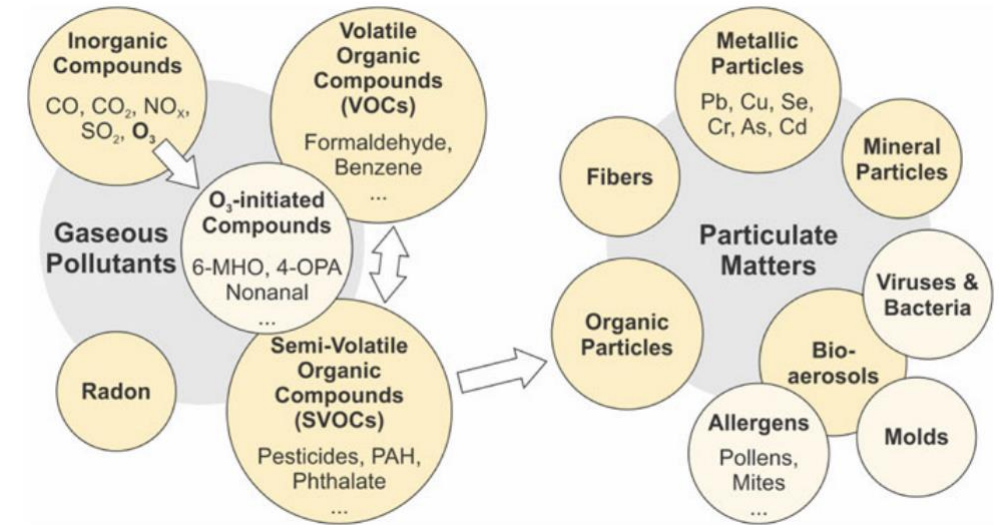 Inorganic
Compounds
CO, CO₂, NOₓ,
SO₂, O₃
Volatile
Organic
Compounds
(VOCs)
Formaldehyde,
Benzene
...
O₃-initiated
Compounds
6-MHO, 4-OPA
Nonanal
...
Gaseous
Pollutants
Radon
Semi-Volatile
Organic
Compounds
(SVOCs)
Pesticides, PAH,
Phthalate
...
Metallic
Particles
Pb, Cu, Se,
Cr, As, Cd
Fibers
Mineral
Particles
Particulate
Matters
Organic
Particles
Viruses &
Bacteria
Bio-
aerosols
Allergens
Pollens,
Mites
...
Molds